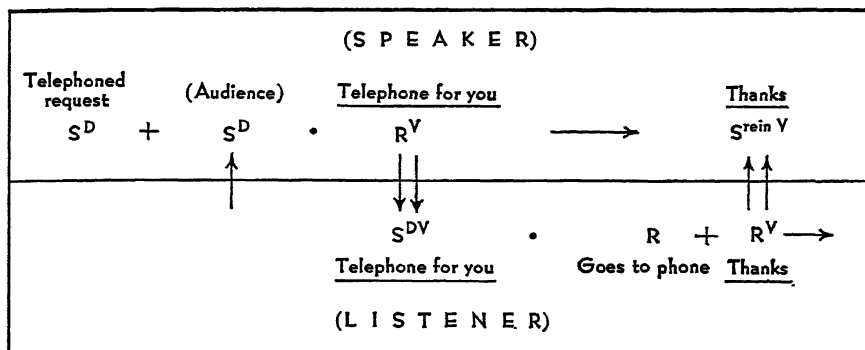 (SPEAKER)
Telephoned request (Audience) Telephone for you Thanks
S^D + S^D • R^V → S^rein V
S^DV • R + R^V →
Telephone for you Goes to phone Thanks
(LISTENER)